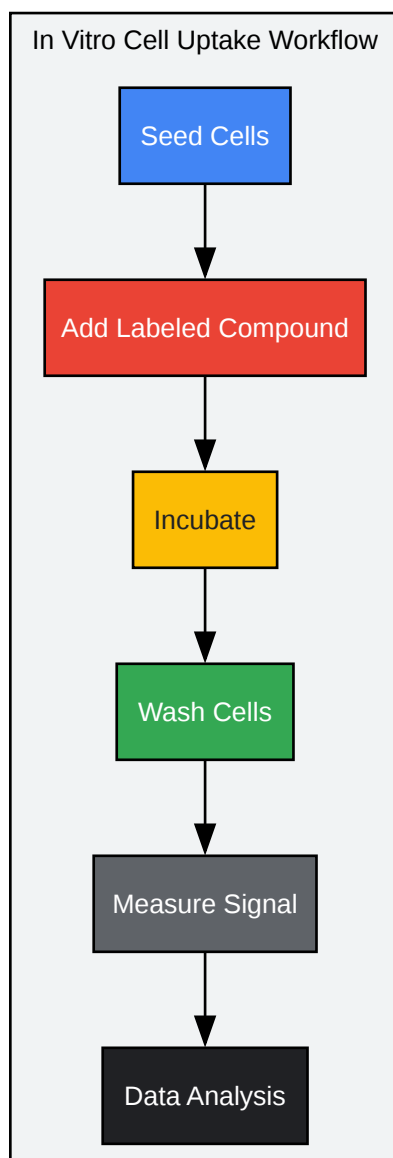 In Vitro Cell Uptake Workflow
Seed Cells
Add Labeled Compound
Incubate
Wash Cells
Measure Signal
Data Analysis